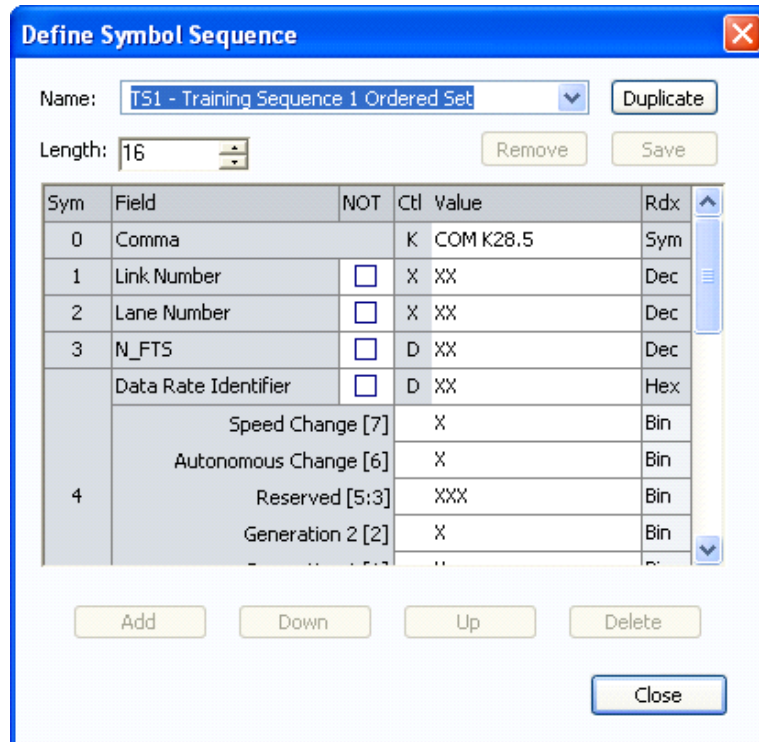 Define Symbol Sequence
Name: TS1 - Training Sequence 1 Ordered Set Duplicate
Length: 16 Remove Save
Sym Field NOT Ctl Value Rdx
0 Comma K COM K28.5 Sym
1 Link Number X XX Dec
2 Lane Number X XX Dec
3 N_FTS D XX Dec
Data Rate Identifier D XX Hex
Speed Change [7] X Bin
Autonomous Change [6] X Bin
4 Reserved [5:3] XXX Bin
Generation 2 [2] X Bin
Add Down Up Delete
Close